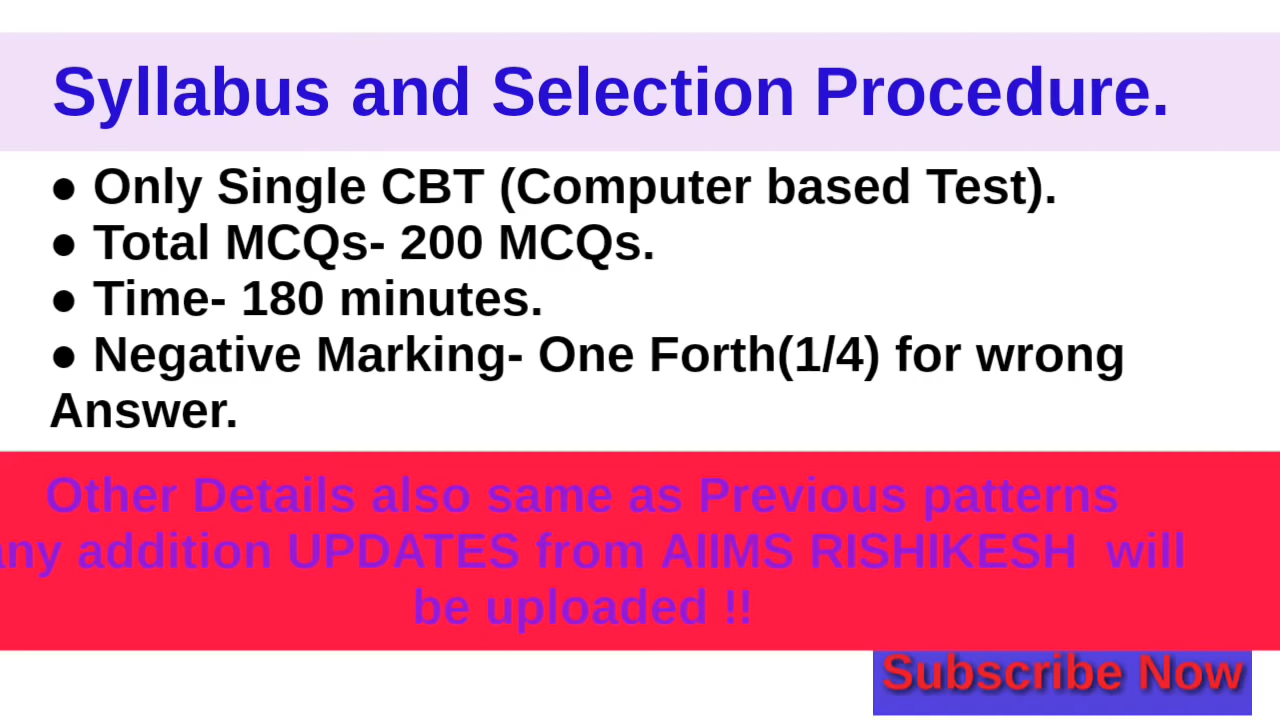 Syllabus and Selection Procedure.
● Only Single CBT (Computer based Test).
● Total MCQs- 200 MCQs.
● Time- 180 minutes.
● Negative Marking- One Forth(1/4) for wrong
Answer.
Other Details also same as Previous patterns
any addition UPDATES from AIIMS RISHIKESH will
be uploaded !!
Subscribe Now